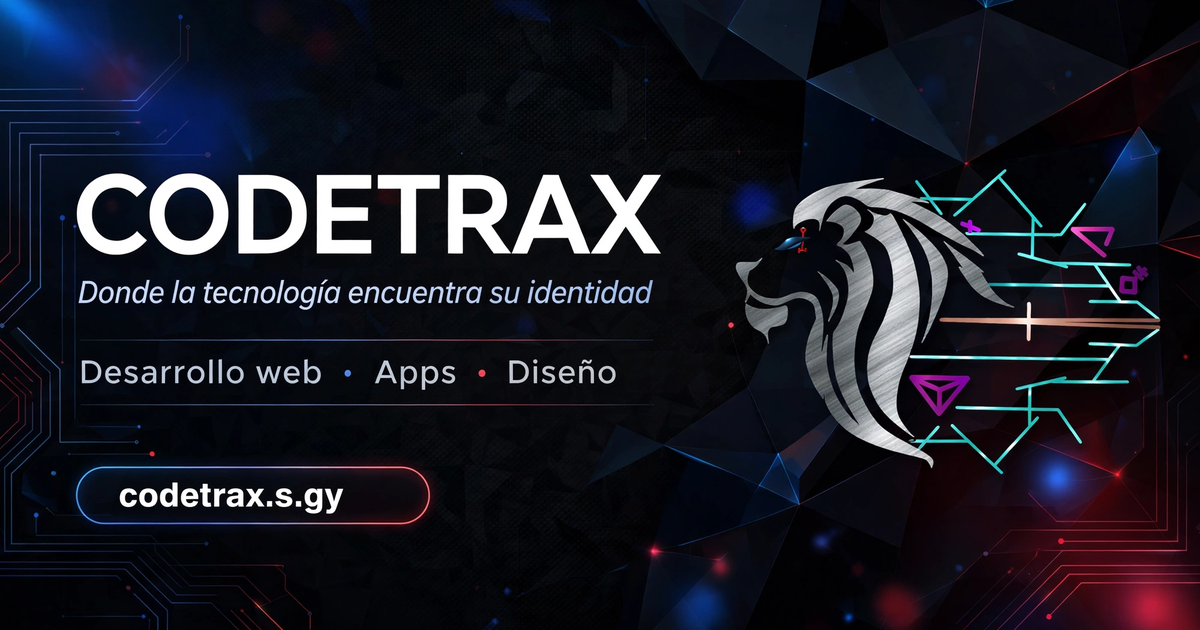 CODETRAX
Donde la tecnología encuentra su identidad
Desarrollo web • Apps • Diseño
codetrax.s.gy